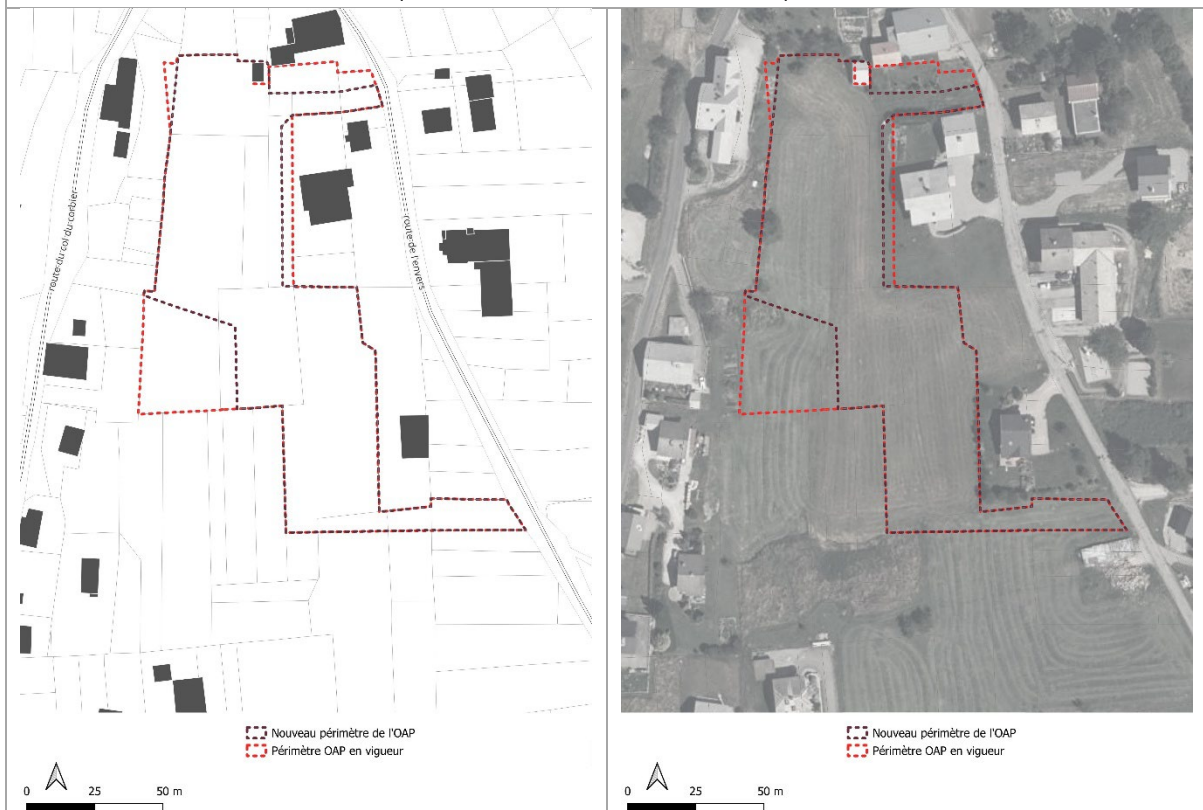 route du col du corbier
route de l'envers
Nouveau périmètre de l'OAP
Périmètre OAP en vigueur
0 25 50 m
Nouveau périmètre de l'OAP
Périmètre OAP en vigueur
0 25 50 m